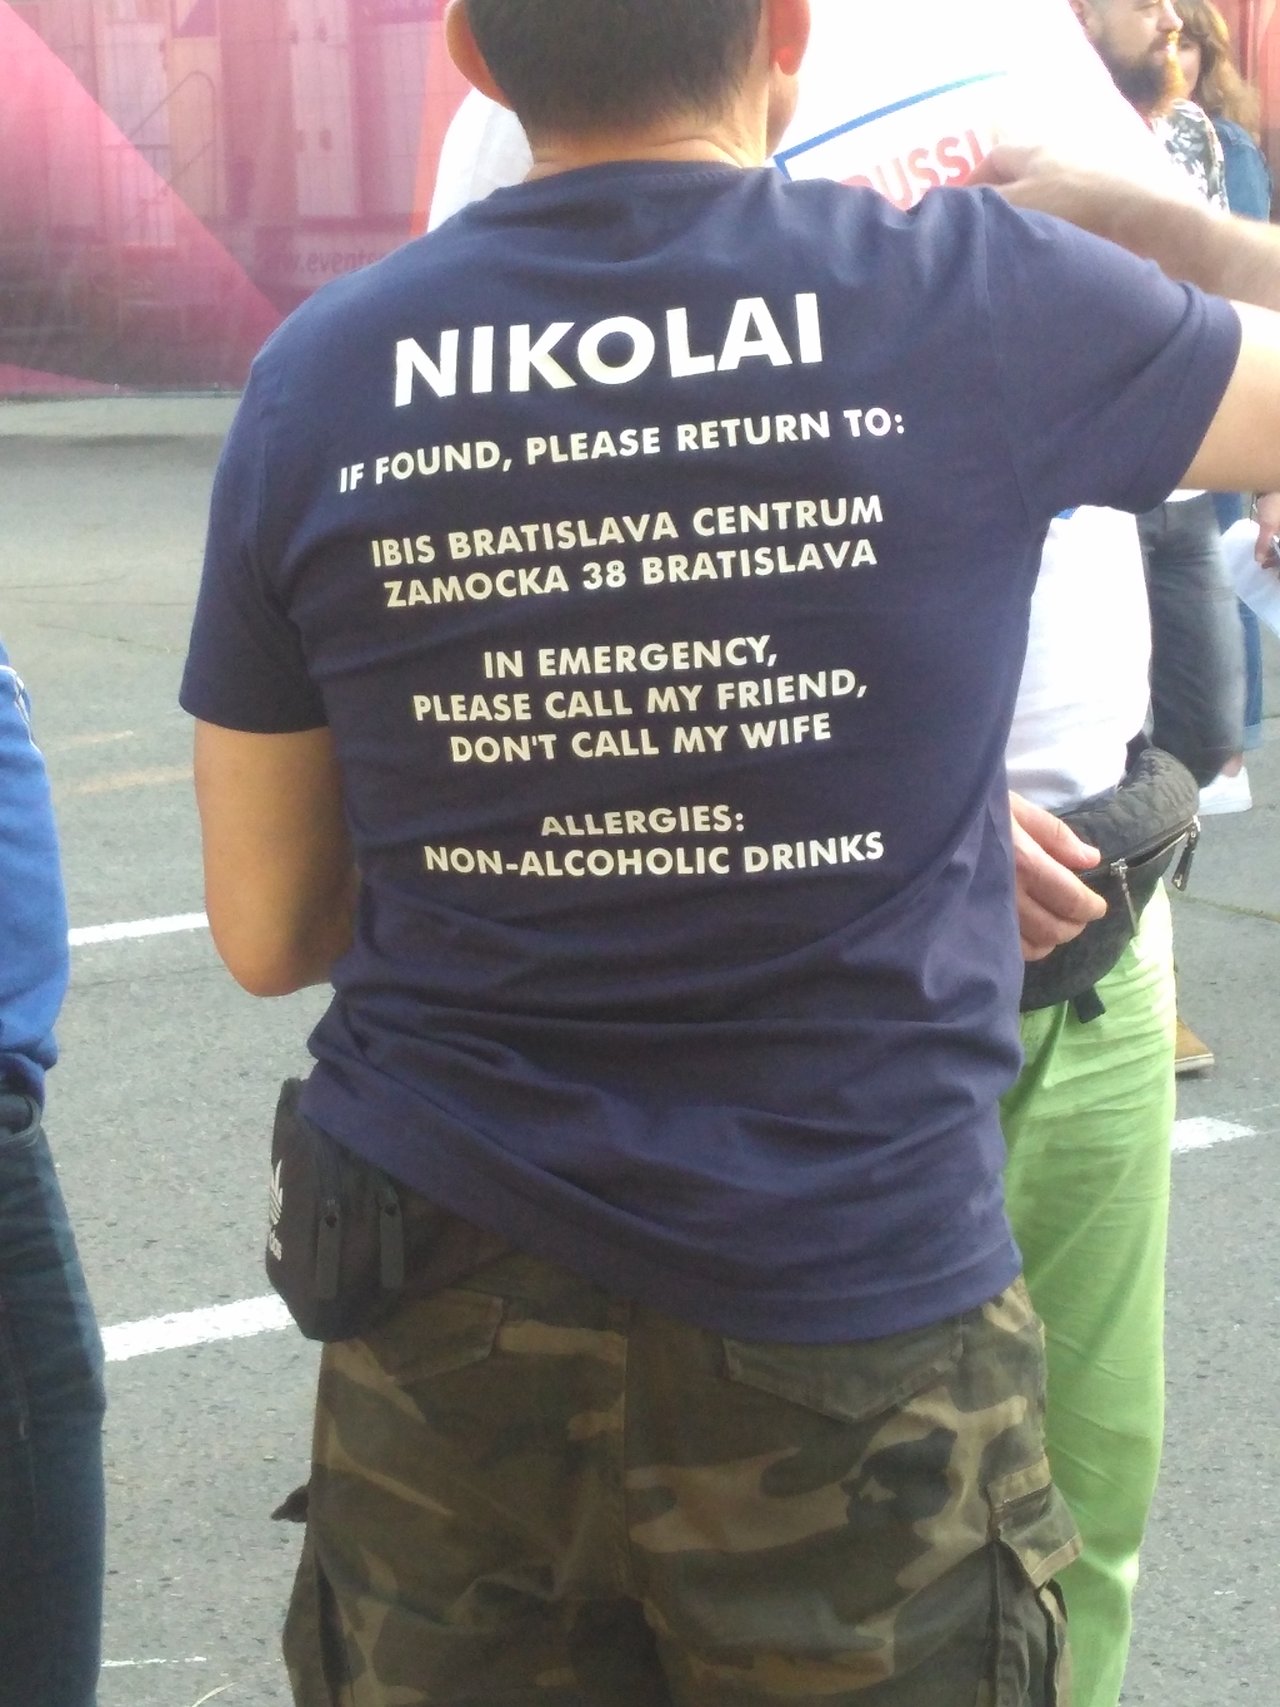 RUSSI
NIKOLAI
IF FOUND, PLEASE RETURN TO:
IBIS BRATISLAVA CENTRUM
ZAMOCKA 38 BRATISLAVA
IN EMERGENCY,
PLEASE CALL MY FRIEND,
DON'T CALL MY WIFE
ALLERGIES:
NON-ALCOHOLIC DRINKS